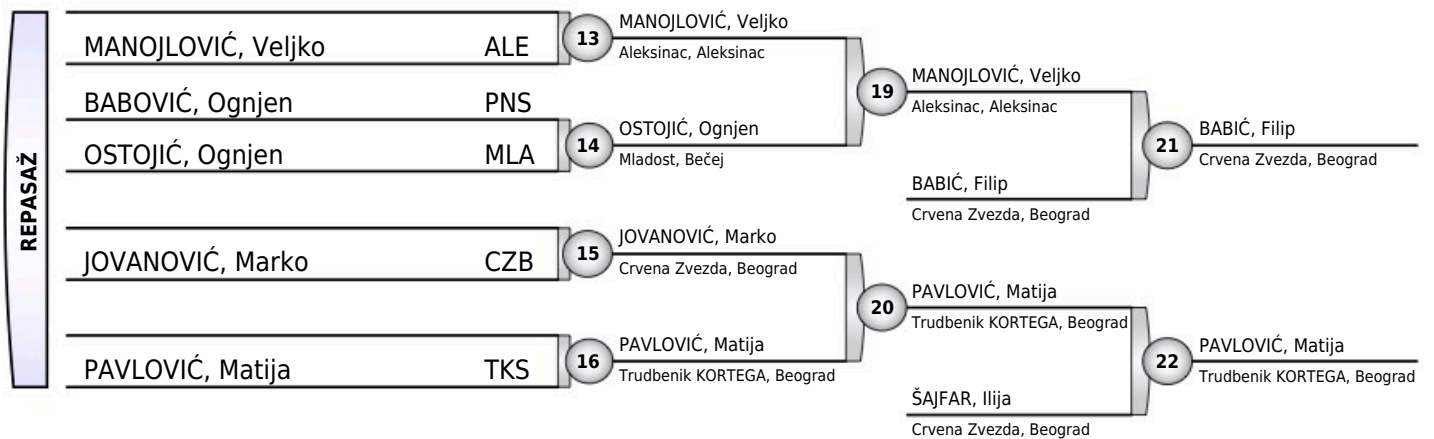 REPASAŽ
MANOJLOVIĆ, Veljko ALE
BABOVIĆ, Ognjen PNS
OSTOJIĆ, Ognjen MLA
JOVANOVIĆ, Marko CZB
PAVLOVIĆ, Matija TKS
13
MANOJLOVIĆ, Veljko
Aleksinac, Aleksinac
14
OSTOJIĆ, Ognjen
Mladost, Bečej
15
JOVANOVIĆ, Marko
Crvena Zvezda, Beograd
16
PAVLOVIĆ, Matija
Trudbenik KORTEGA, Beograd
19
MANOJLOVIĆ, Veljko
Aleksinac, Aleksinac
BABIĆ, Filip
Crvena Zvezda, Beograd
20
PAVLOVIĆ, Matija
Trudbenik KORTEGA, Beograd
ŠAJFAR, Ilija
Crvena Zvezda, Beograd
21
BABIĆ, Filip
Crvena Zvezda, Beograd
22
PAVLOVIĆ, Matija
Trudbenik KORTEGA, Beograd